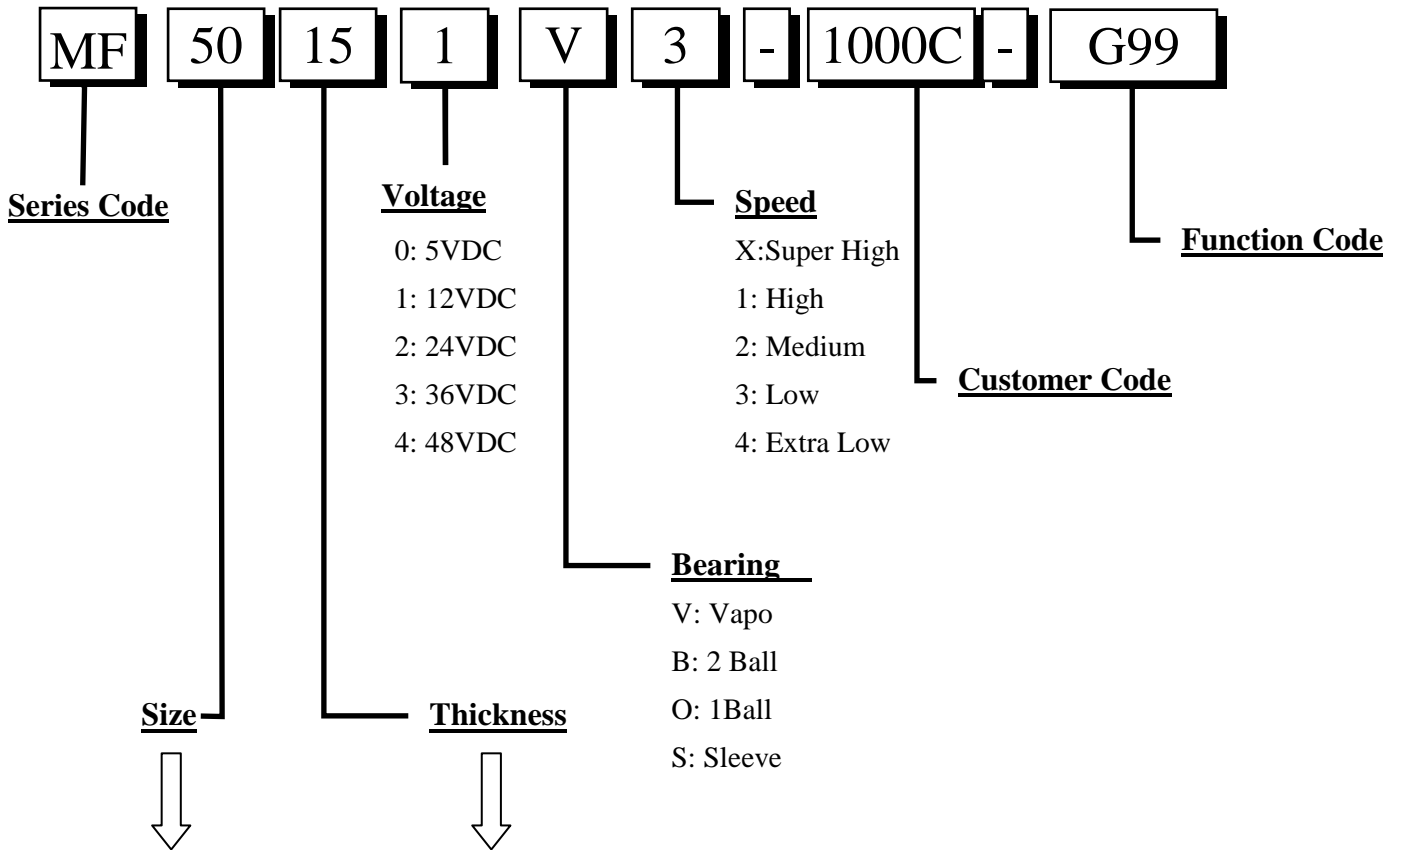 MF 50 15 1 V 3 - 1000C - G99
Series Code
Voltage
0: 5VDC
1: 12VDC
2: 24VDC
3: 36VDC
4: 48VDC
Speed
X:Super High
1: High
2: Medium
3: Low
4: Extra Low
Function Code
Customer Code
Bearing
V: Vapo
B: 2 Ball
O: 1Ball
S: Sleeve
Size
Thickness